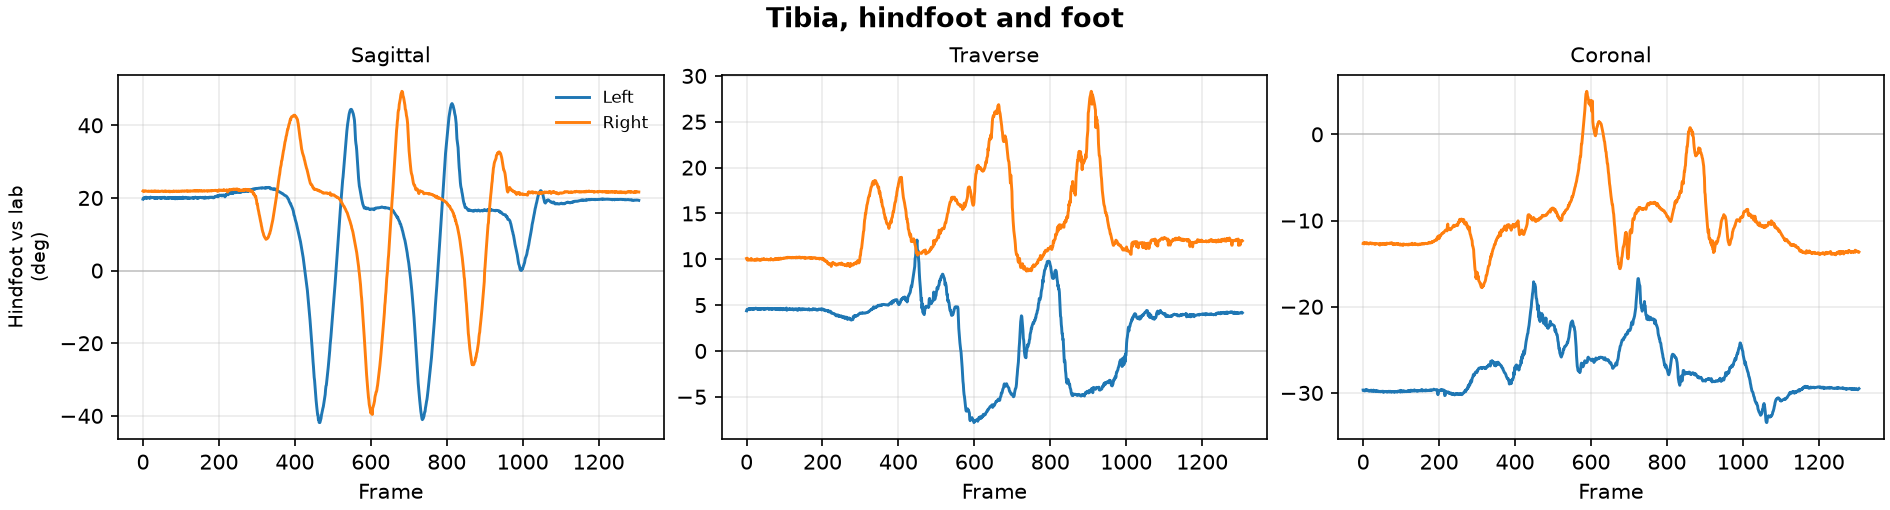 Tibia, hindfoot and foot
Sagittal
Traverse
Coronal
Hindfoot vs lab
(deg)
Left
Right
40
20
0
−20
−40
0 200 400 600 800 1000 1200
Frame
30
25
20
15
10
5
0
−5
0 200 400 600 800 1000 1200
Frame
0
−10
−20
−30
0 200 400 600 800 1000 1200
Frame